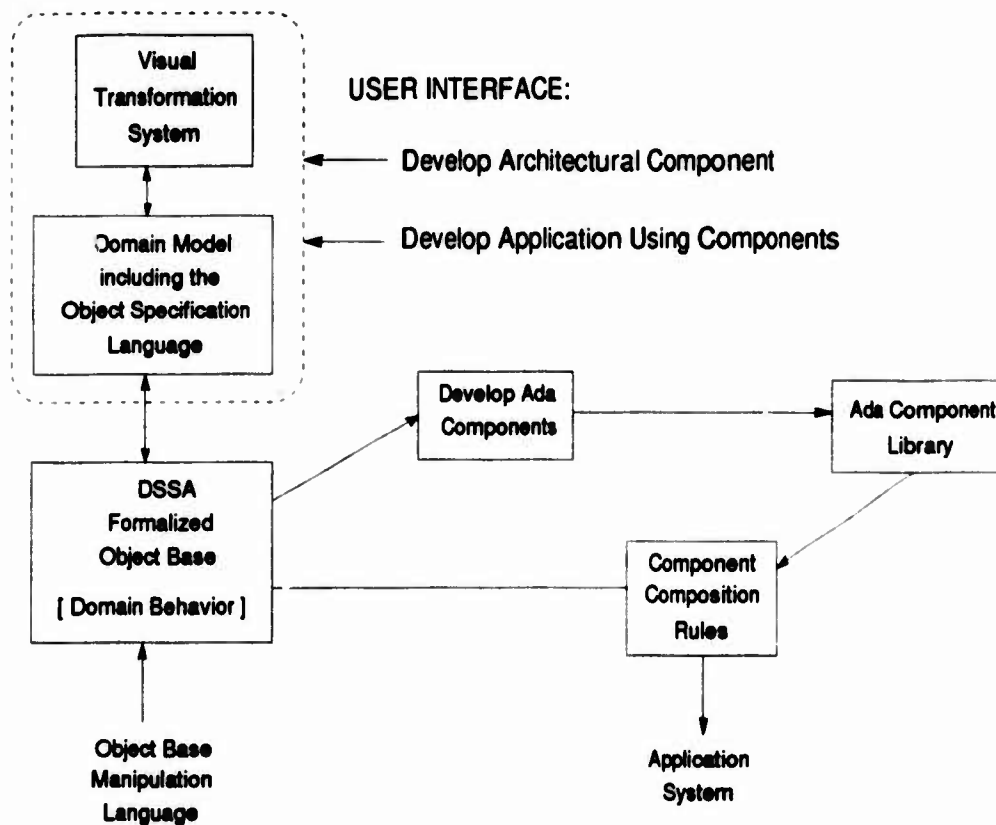 Visual
Transformation
System
USER INTERFACE:
Develop Architectural Component
Domain Model
including the
Object Specification
Language
Develop Application Using Components
Develop Ada
Components
Ada Component
Library
DSSA
Formalized
Object Base
[ Domain Behavior ]
Component
Composition
Rules
Object Base
Manipulation
Language
Application
System